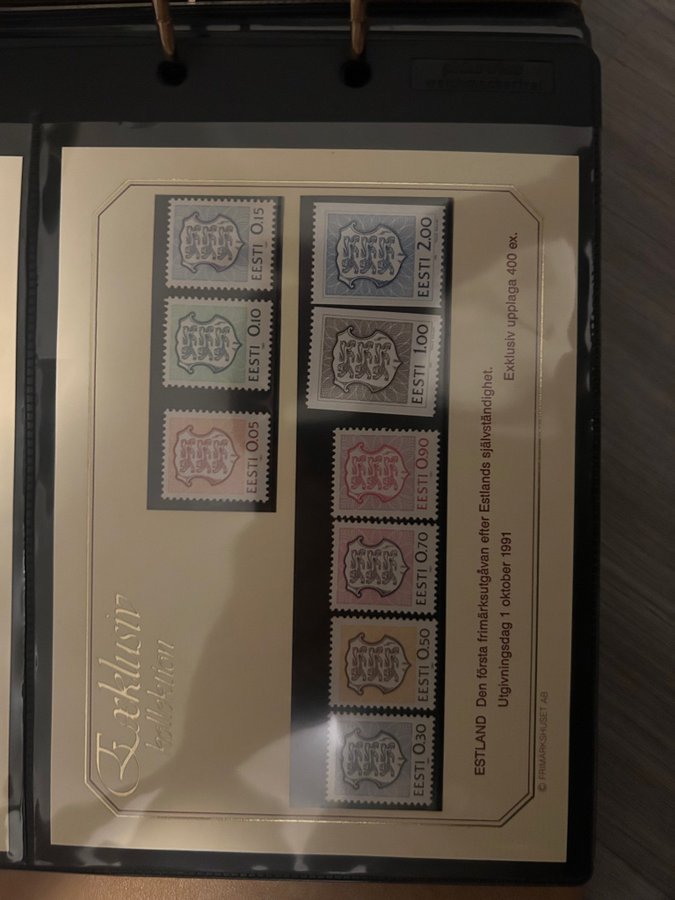 Exklusiv
kollektion
EESTI 0.05
EESTI 0.10
EESTI 0.15
EESTI 0.30
EESTI 0.50
EESTI 0.70
EESTI 0.90
EESTI 1.00
EESTI 2.00
ESTLAND Den första frimärksutgåvan efter Estlands självständighet.
Utgivningsdag 1 oktober 1991
Exklusiv upplaga 400 ex.
© FRIMÄRKSHUSET AB